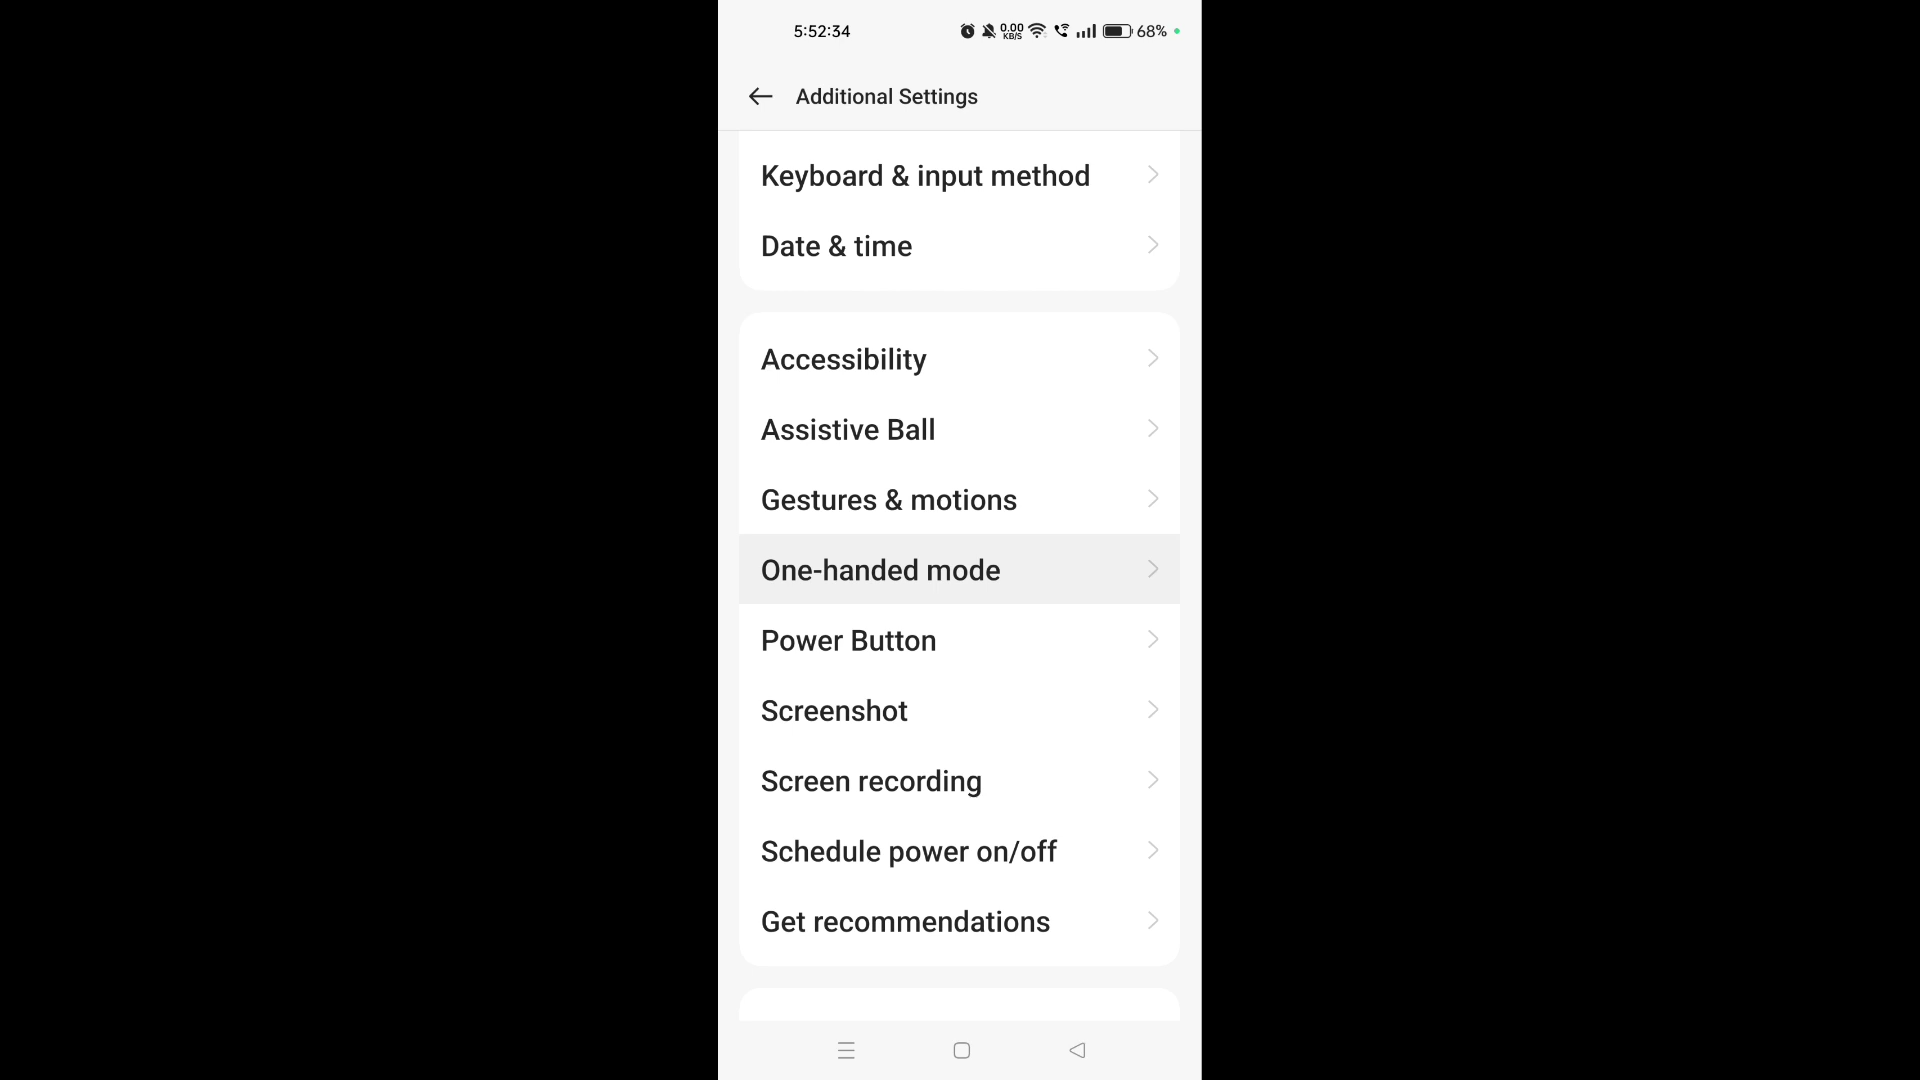 5:52:34 0.00 KB/S 68%
Additional Settings
Keyboard & input method
Date & time
Accessibility
Assistive Ball
Gestures & motions
One-handed mode
Power Button
Screenshot
Screen recording
Schedule power on/off
Get recommendations